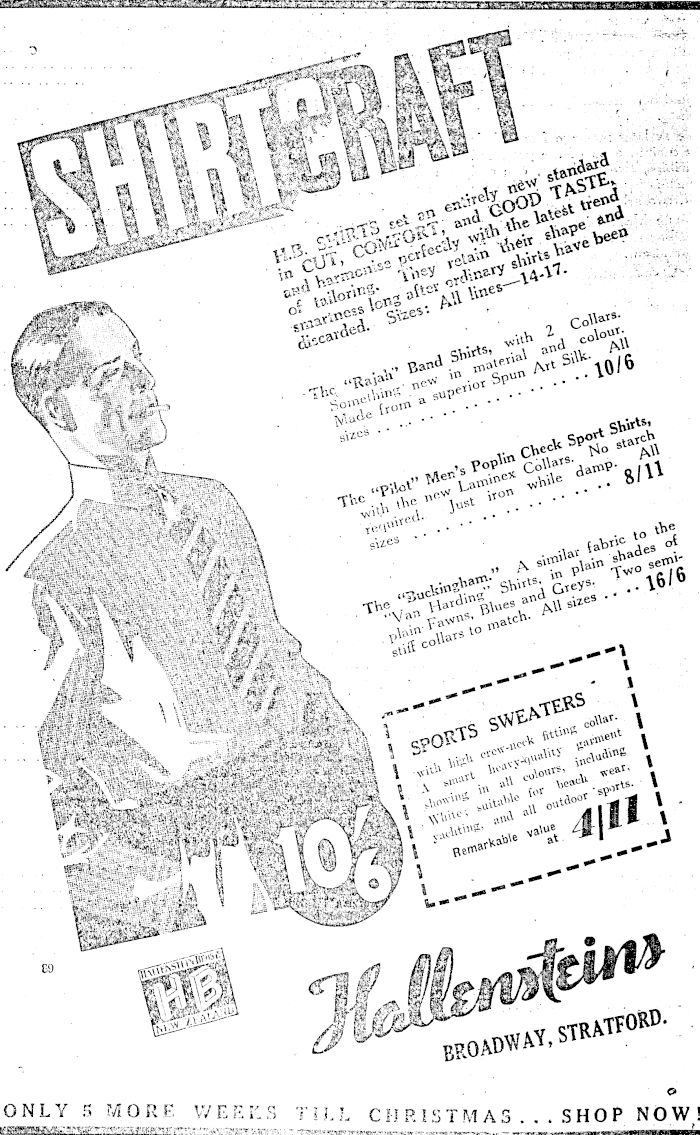 SHIRTCRAFT
H.B. SHIRTS set an entirely new standard
in CUT, COMFORT, and GOOD TASTE,
and harmonise perfectly with the latest trend
of tailoring. They retain their shape and
smartness long after ordinary shirts have been
discarded. Sizes: All lines—14-17.
The "Rajah" Band Shirts, with 2 Collars.
Something new in material and colour.
Made from a superior Spun Art Silk. All
sizes . . . . . . . . . . . . . . . . . . 10/6
The "Pilot" Men's Poplin Check Sport Shirts,
with the new Laminex Collars. No starch
required. Just iron while damp. All
sizes . . . . . . . . . . . . . . . . . . 8/11
The "Buckingham." A similar fabric to the
"Van Harding" Shirts, in plain shades of
plain Fawns, Blues and Greys. Two semi-
stiff collars to match. All sizes . . . . 16/6
SPORTS SWEATERS
with high crew-neck fitting collar.
A smart heavy-quality garment
showing in all colours, including
White; suitable for beach wear,
yachting, and all outdoor sports.
Remarkable value
at 4/11
10/6
89
HALLENSTEIN BROS LTD
HB
NEW ZEALAND
Hallensteins
BROADWAY, STRATFORD.
ONLY 5 MORE WEEKS TILL CHRISTMAS... SHOP NOW!